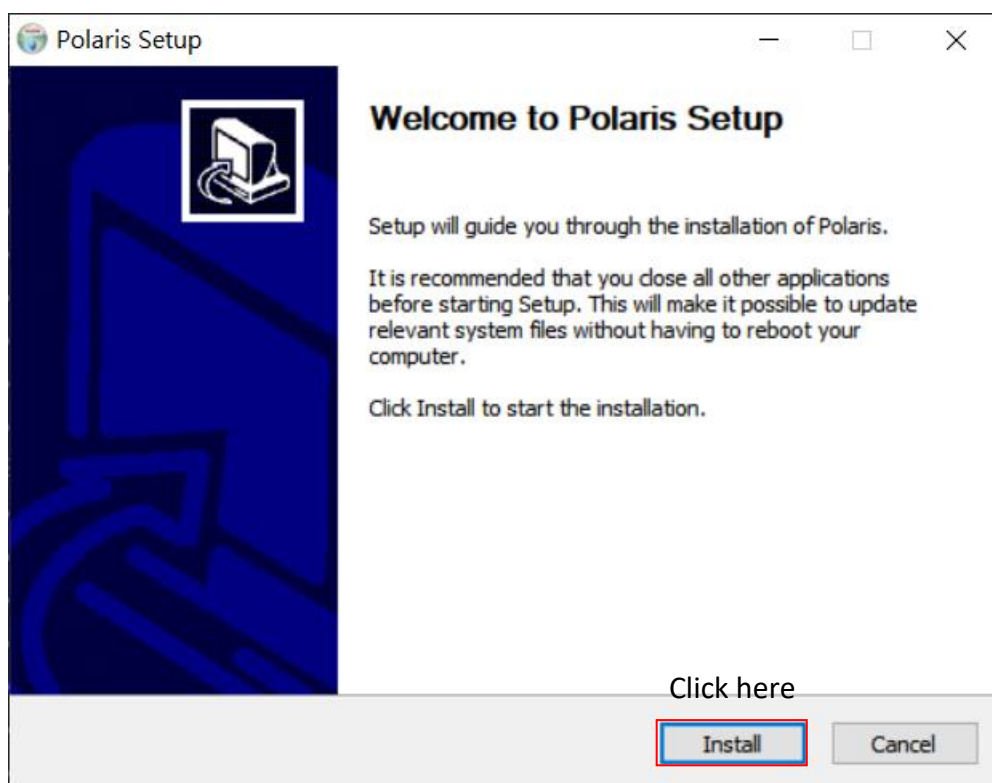 Polaris Setup
Welcome to Polaris Setup
Setup will guide you through the installation of Polaris.
It is recommended that you close all other applications
before starting Setup. This will make it possible to update
relevant system files without having to reboot your
computer.
Click Install to start the installation.
Click here
Install
Cancel